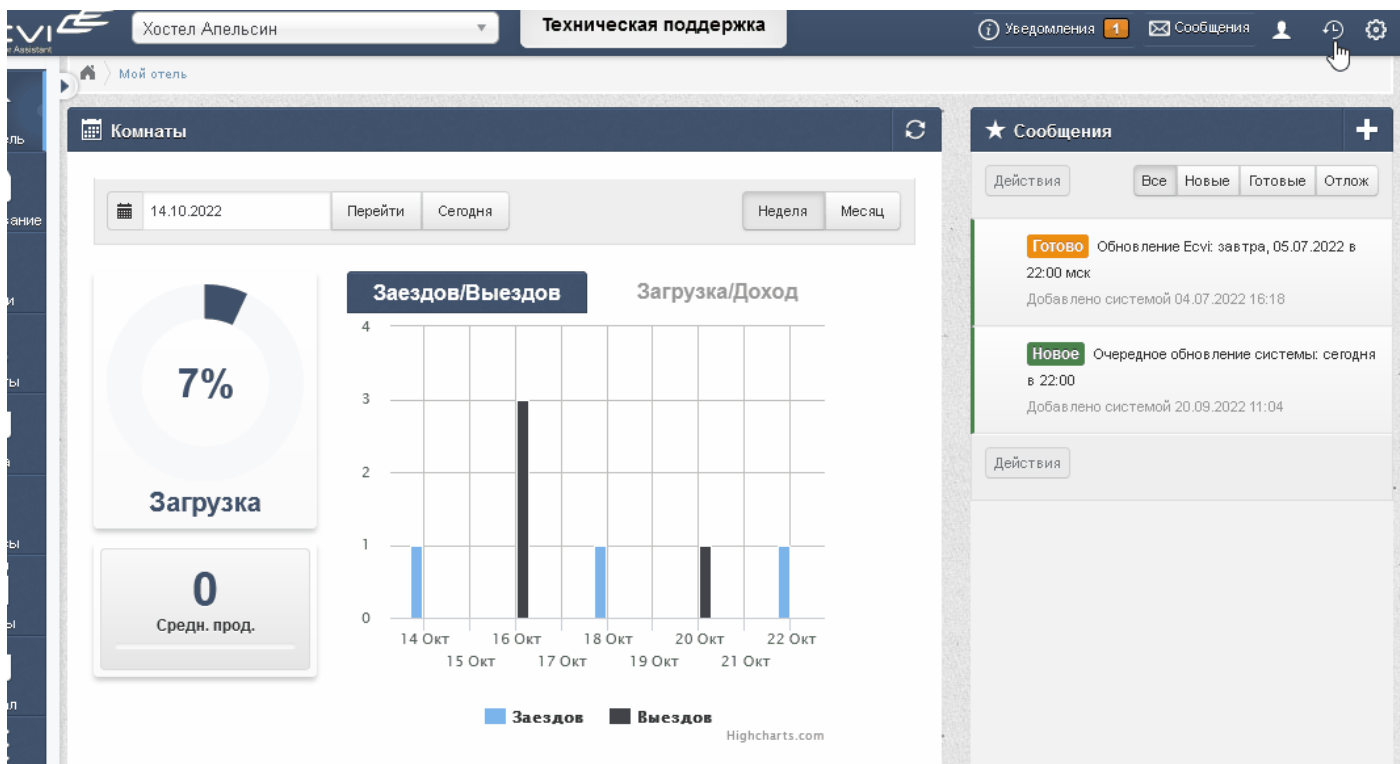 Хостел Апельсин
Техническая поддержка
Уведомления 1
Сообщения
Assistant
Мой отель
Комнаты
14.10.2022
Перейти
Сегодня
Неделя
Месяц
7%
Загрузка
0
Средн. прод.
Заездов/Выездов
Загрузка/Доход
4
3
2
1
0
14 Окт 16 Окт 18 Окт 20 Окт 22 Окт
15 Окт 17 Окт 19 Окт 21 Окт
Заездов Выездов
Highcharts.com
Сообщения
Действия
Все Новые Готовые Отлож
Готово Обновление Ecvi: завтра, 05.07.2022 в
22:00 мск
Добавлено системой 04.07.2022 16:18
Новое Очередное обновление системы: сегодня
в 22:00
Добавлено системой 20.09.2022 11:04
Действия